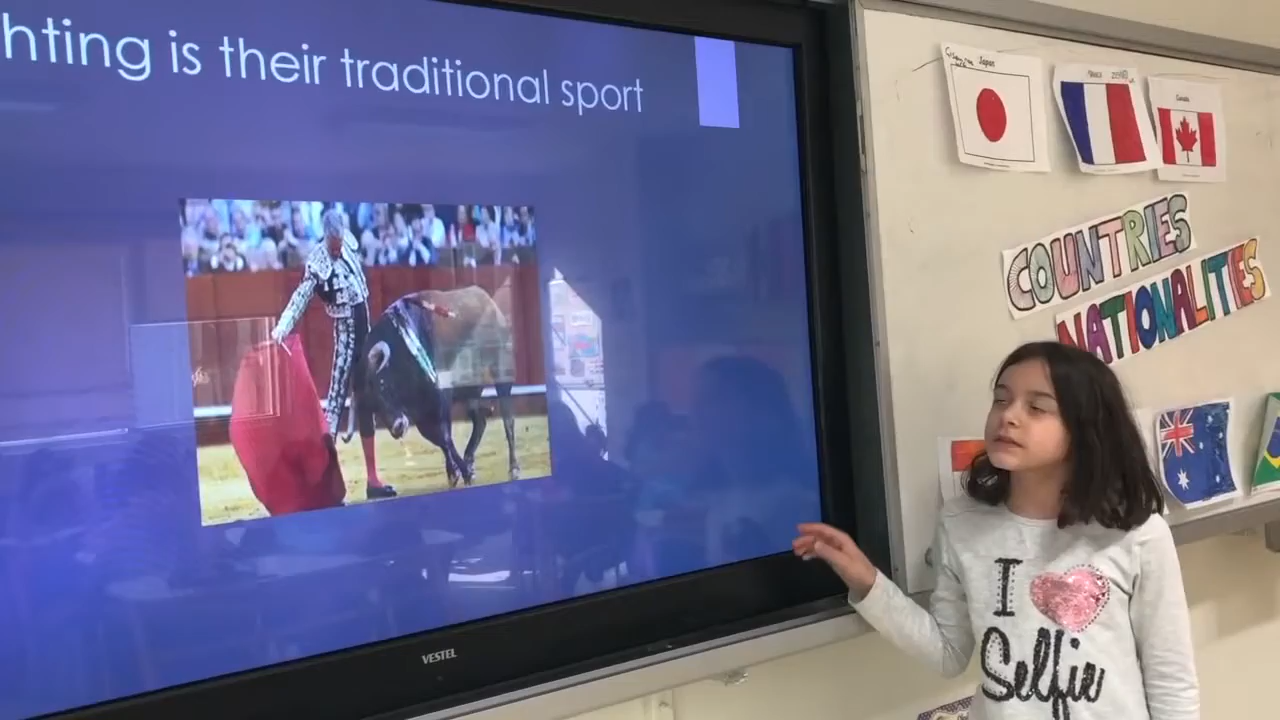 hting is their traditional sport
Japan
Canada
COUNTRIES
NATIONALITIES
I
Selfie
VESTEL